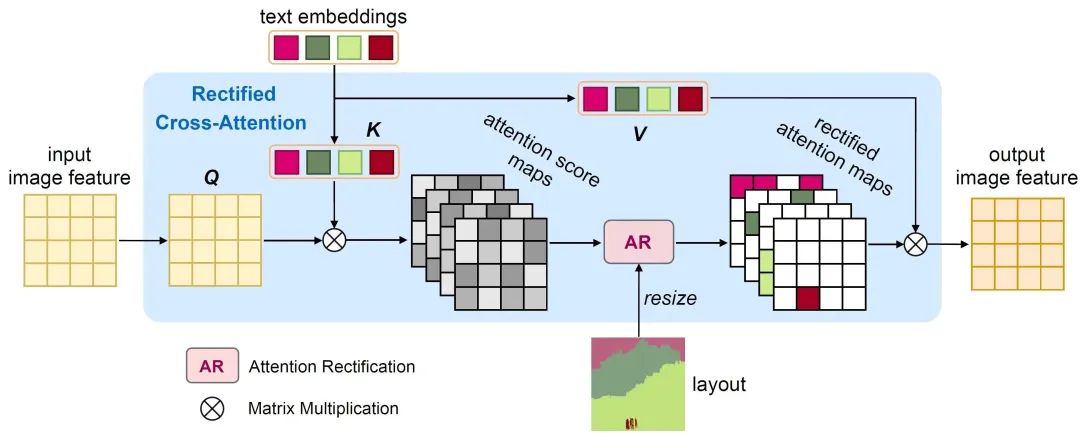 text embeddings
Rectified
Cross-Attention
K
V
attention score
maps
rectified
attention maps
input
image feature
Q
output
image feature
AR
resize
layout
AR
Attention Rectification
Matrix Multiplication